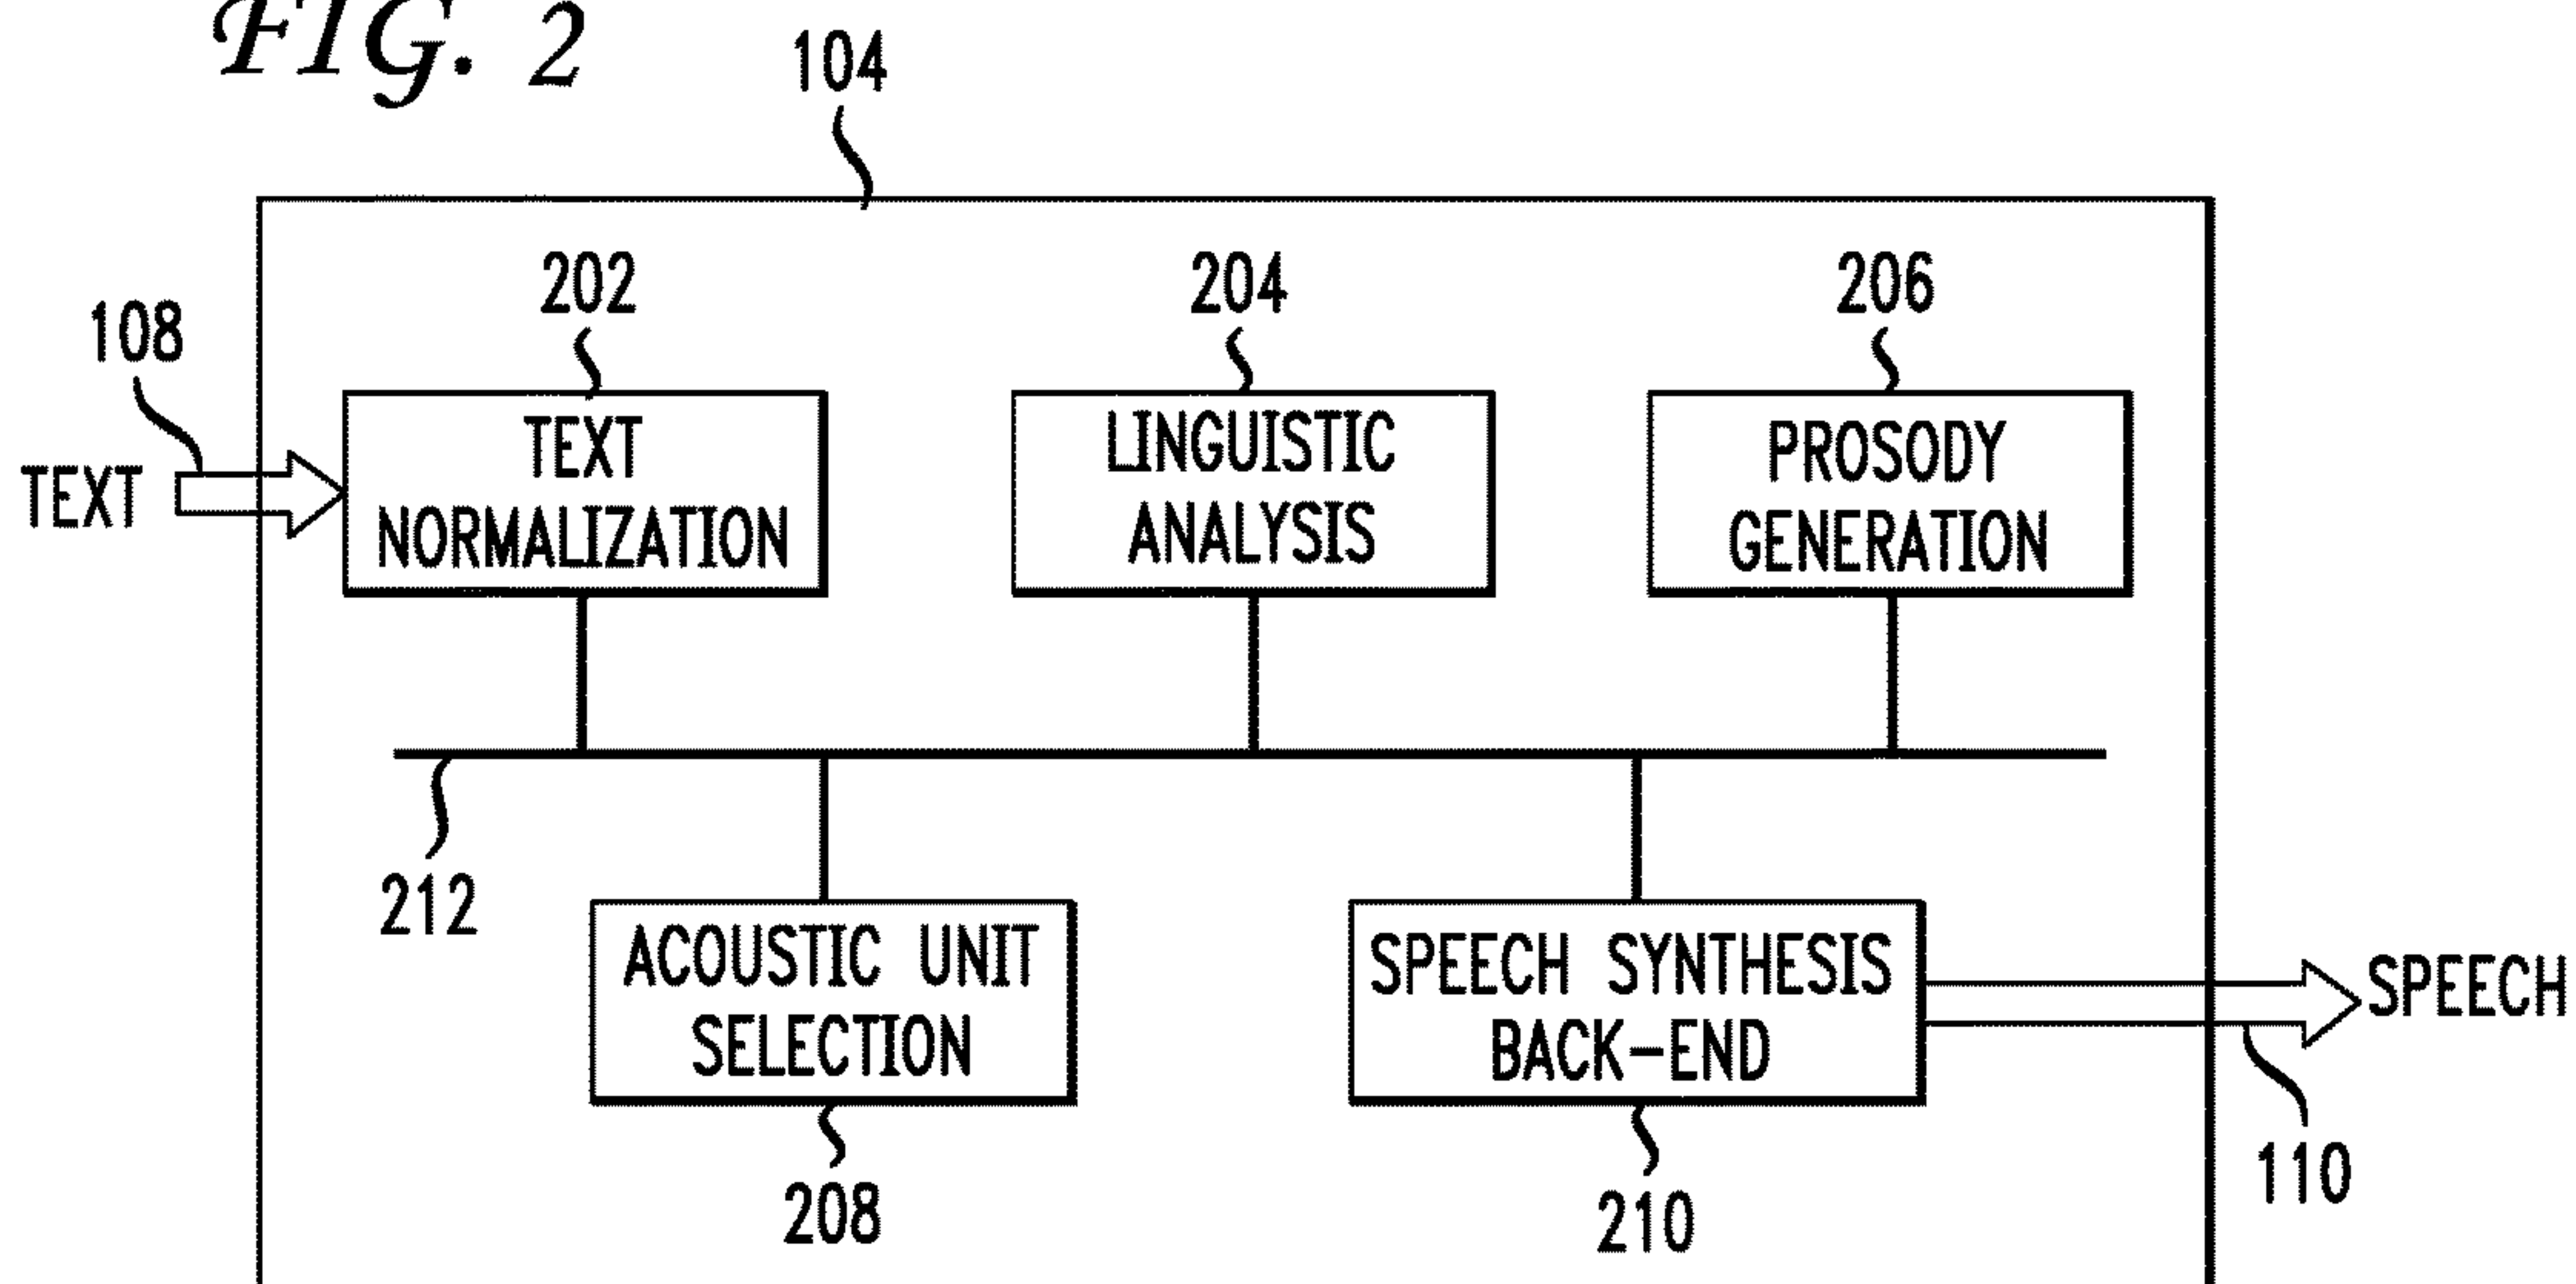 FIG. 2
104
202
204
206
108
TEXT
TEXT
NORMALIZATION
LINGUISTIC
ANALYSIS
PROSODY
GENERATION
212
ACOUSTIC UNIT
SELECTION
SPEECH SYNTHESIS
BACK-END
SPEECH
110
208
210